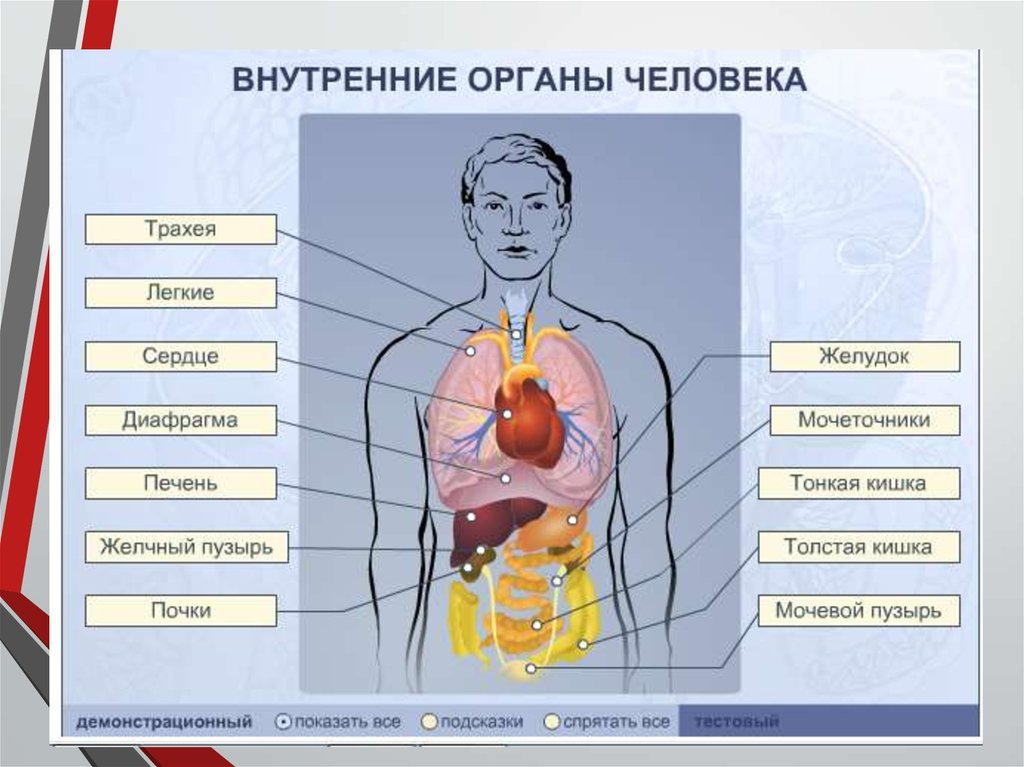 ВНУТРЕННИЕ ОРГАНЫ ЧЕЛОВЕКА
Трахея
Легкие
Сердце
Диафрагма
Печень
Желчный пузырь
Почки
Желудок
Мочеточники
Тонкая кишка
Толстая кишка
Мочевой пузырь
демонстрационный показать все подсказки спрятать все тестовый